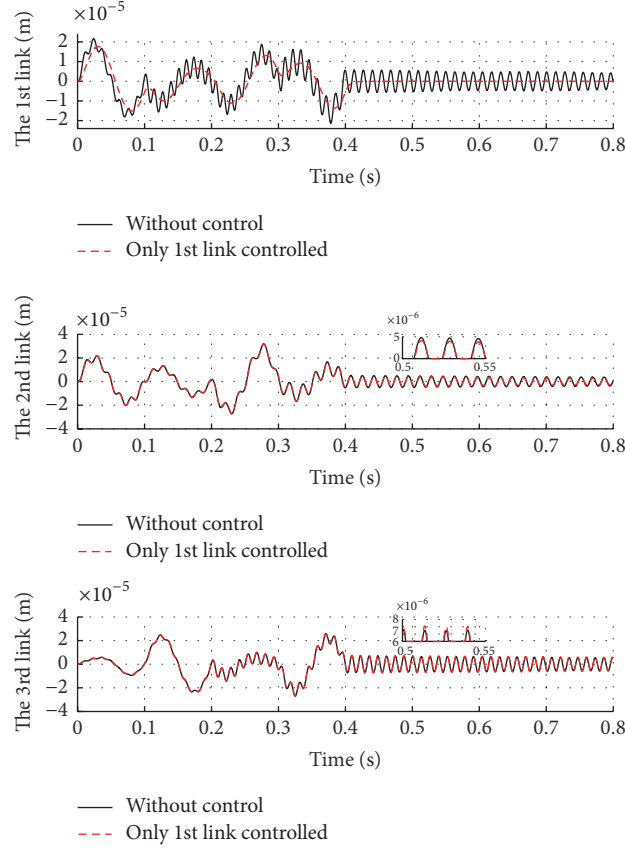 ×10⁻⁵
The 1st link (m)
2
1
0
−1
−2
0 0.1 0.2 0.3 0.4 0.5 0.6 0.7 0.8
Time (s)
Without control
Only 1st link controlled
×10⁻⁵
The 2nd link (m)
4
2
0
−2
−4
×10⁻⁶
5
0
0.5 0.55
0 0.1 0.2 0.3 0.4 0.5 0.6 0.7 0.8
Time (s)
Without control
Only 1st link controlled
×10⁻⁵
The 3rd link (m)
4
2
0
−2
−4
×10⁻⁶
8
7
6
0.5 0.55
0 0.1 0.2 0.3 0.4 0.5 0.6 0.7 0.8
Time (s)
Without control
Only 1st link controlled